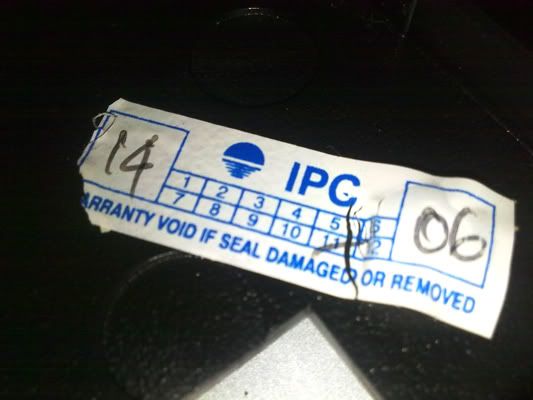 14 IPC 06
1 2 3 4 5 6
7 8 9 10 11 12
WARRANTY VOID IF SEAL DAMAGED OR REMOVED